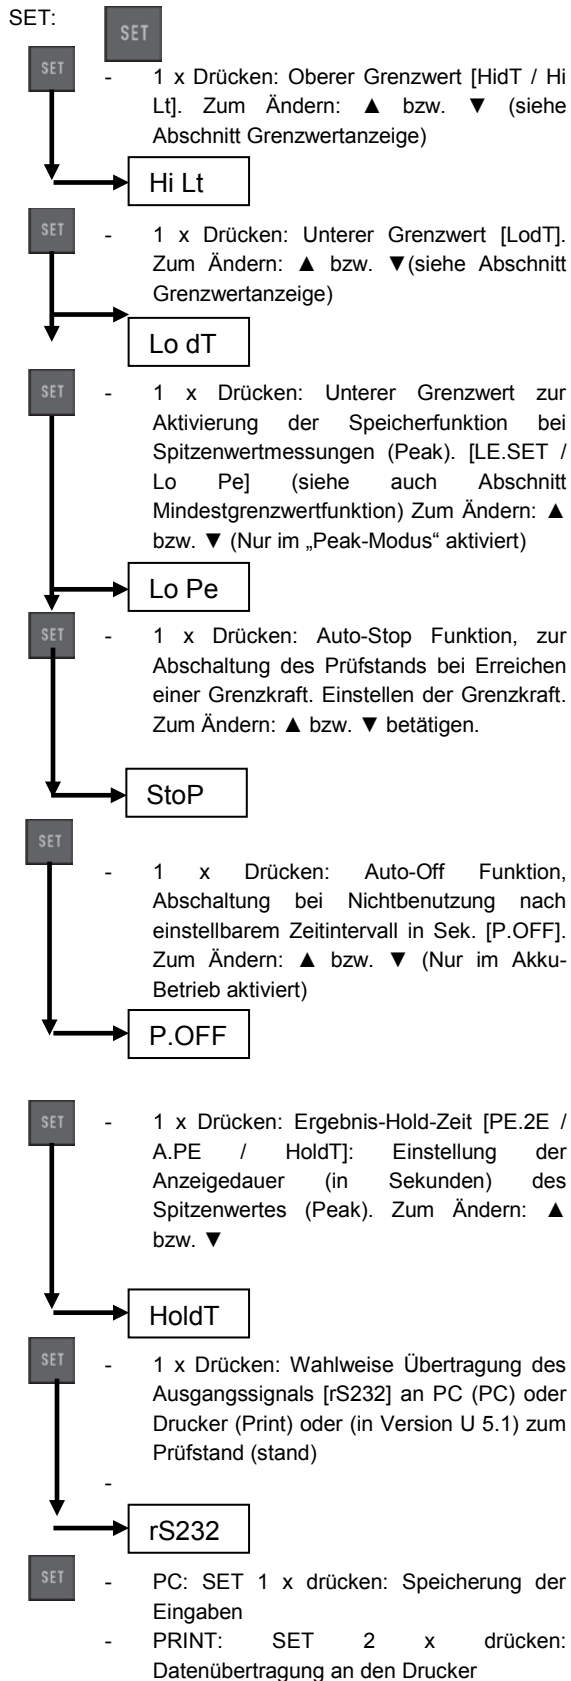 SET:
SET
SET
- 1 x Drücken: Oberer Grenzwert [HidT / Hi
Lt]. Zum Ändern: ▲ bzw. ▼ (siehe
Abschnitt Grenzwertanzeige)
Hi Lt
SET
- 1 x Drücken: Unterer Grenzwert [LodT].
Zum Ändern: ▲ bzw. ▼(siehe Abschnitt
Grenzwertanzeige)
Lo dT
SET
- 1 x Drücken: Unterer Grenzwert zur
Aktivierung der Speicherfunktion bei
Spitzenwertmessungen (Peak). [LE.SET /
Lo Pe] (siehe auch Abschnitt
Mindestgrenzwertfunktion) Zum Ändern: ▲
bzw. ▼ (Nur im „Peak-Modus“ aktiviert)
Lo Pe
SET
- 1 x Drücken: Auto-Stop Funktion, zur
Abschaltung des Prüfstands bei Erreichen
einer Grenzkraft. Einstellen der Grenzkraft.
Zum Ändern: ▲ bzw. ▼ betätigen.
StoP
SET
- 1 x Drücken: Auto-Off Funktion,
Abschaltung bei Nichtbenutzung nach
einstellbarem Zeitintervall in Sek. [P.OFF].
Zum Ändern: ▲ bzw. ▼ (Nur im Akku-
Betrieb aktiviert)
P.OFF
SET
- 1 x Drücken: Ergebnis-Hold-Zeit [PE.2E /
A.PE / HoldT]: Einstellung der
Anzeigedauer (in Sekunden) des
Spitzenwertes (Peak). Zum Ändern: ▲
bzw. ▼
HoldT
SET
- 1 x Drücken: Wahlweise Übertragung des
Ausgangssignals [rS232] an PC (PC) oder
Drucker (Print) oder (in Version U 5.1) zum
Prüfstand (stand)
-
rS232
SET
- PC: SET 1 x drücken: Speicherung der
Eingaben
- PRINT: SET 2 x drücken:
Datenübertragung an den Drucker